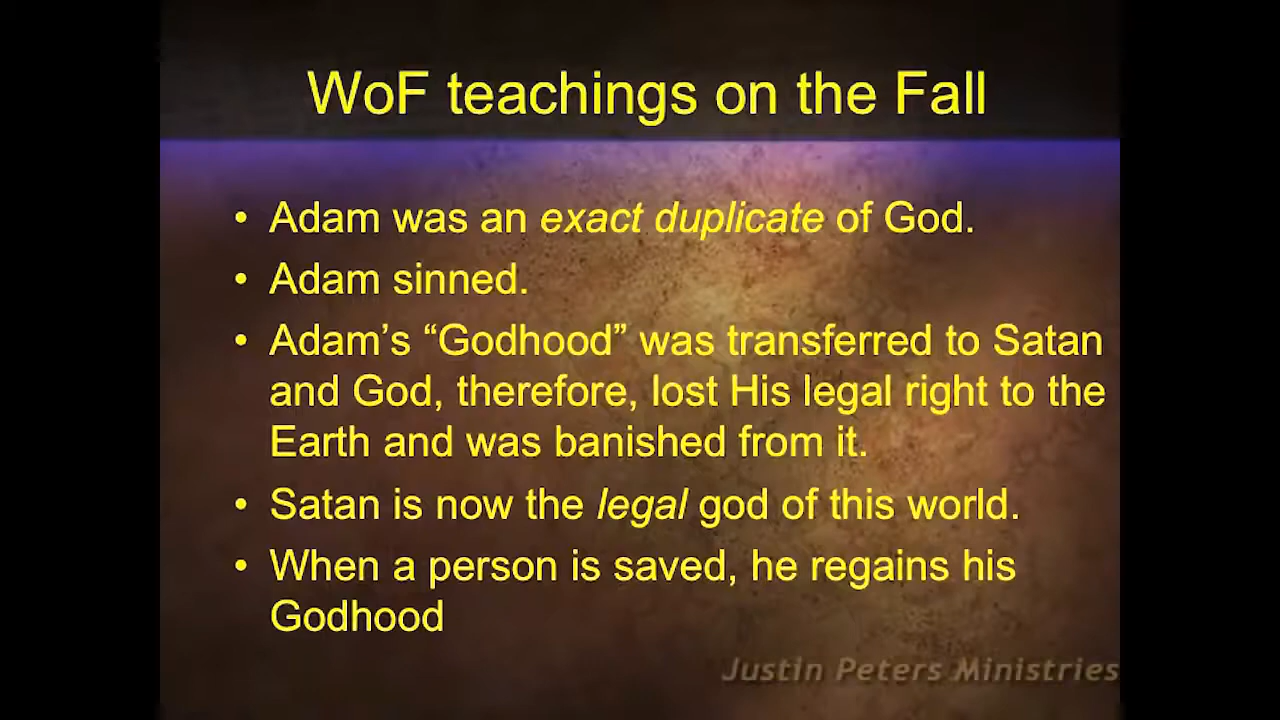 WoF teachings on the Fall
• Adam was an exact duplicate of God.
• Adam sinned.
• Adam’s “Godhood” was transferred to Satan
and God, therefore, lost His legal right to the
Earth and was banished from it.
• Satan is now the legal god of this world.
• When a person is saved, he regains his
Godhood
Justin Peters Ministries